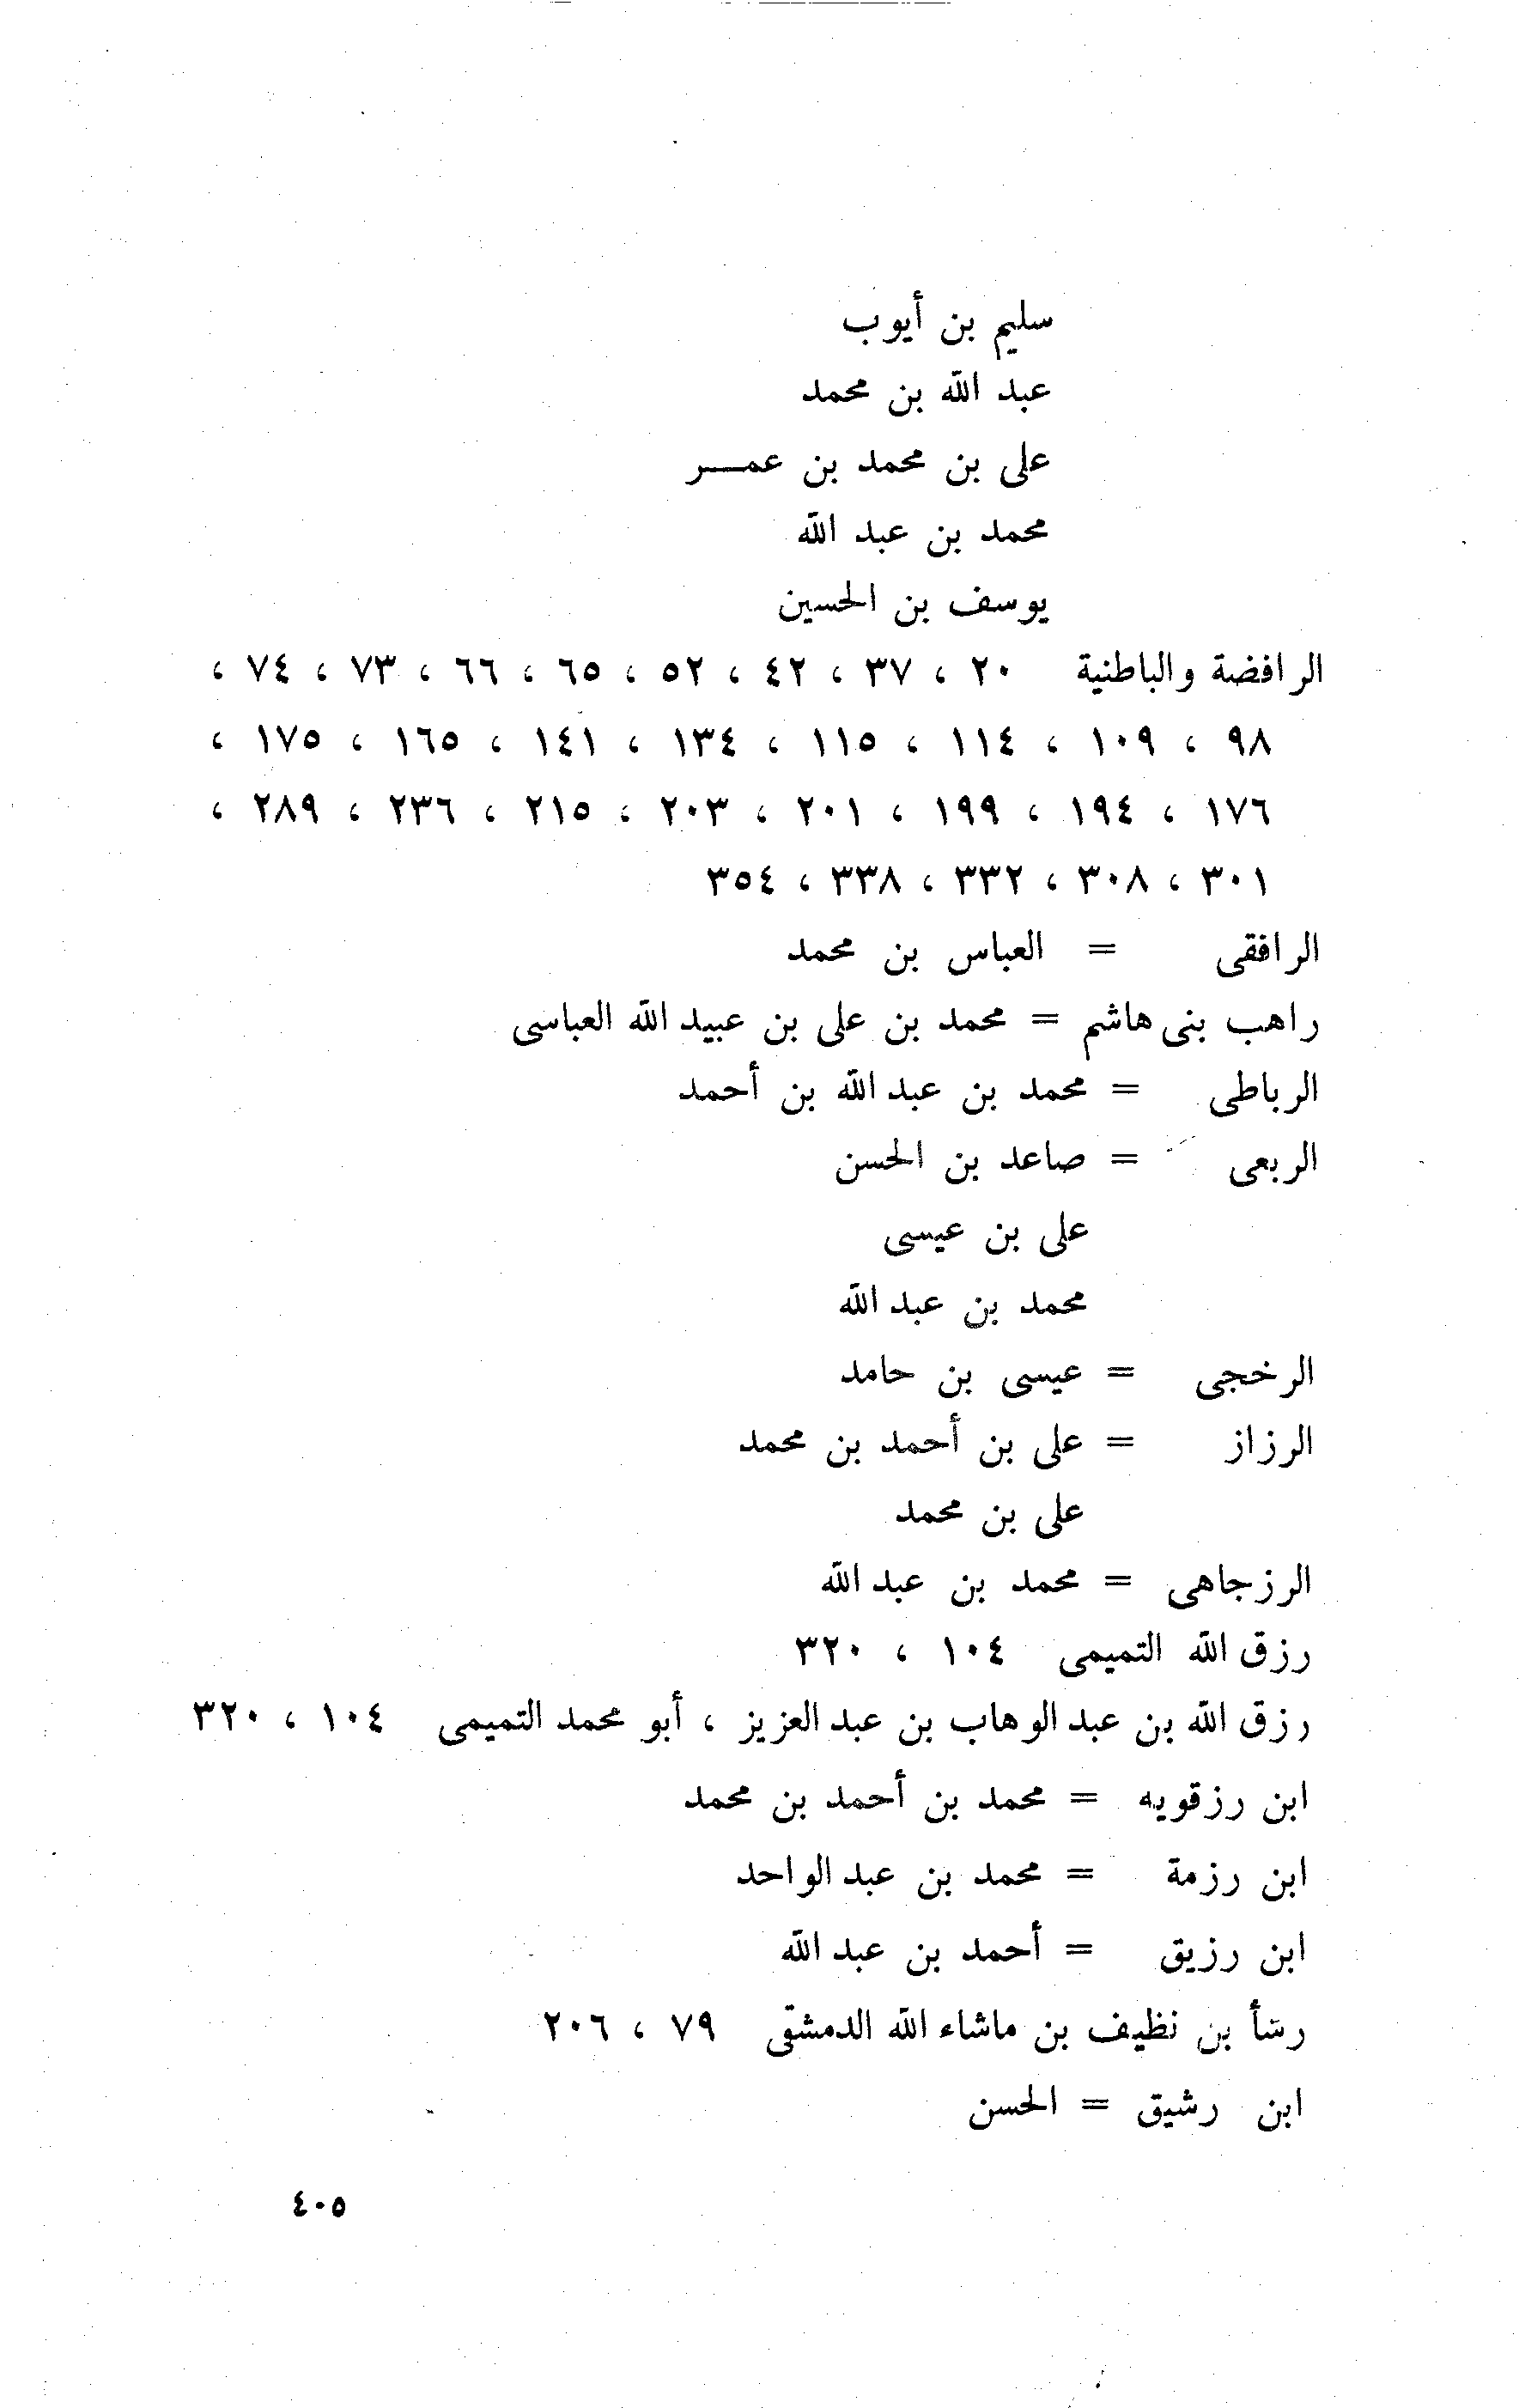 سليم بن أيوب
عبد الله بن محمد
على بن محمد بن عمـــر
محمد بن عبد الله
يوسف بن الحسين
الرافضة والباطنية ٢٠ ، ٣٧ ، ٤٢ ، ٥٢ ، ٦٥ ، ٦٦ ، ٧٣ ، ٧٤ ،
٩٨ ، ١٠٩ ، ١١٤ ، ١١٥ ، ١٣٤ ، ١٤١ ، ١٦٥ ، ١٧٥ ،
١٧٦ ، ١٩٤ ، ١٩٩ ، ٢٠١ ، ٢٠٣ ، ٢١٥ ، ٢٣٦ ، ٢٨٩ ،
٣٠١ ، ٣٠٨ ، ٣٣٢ ، ٣٣٨ ، ٣٥٤
الرافقى = العباس بن محمد
راهب بنى هاشم = محمد بن على بن عبيد الله العباسى
الرباطى = محمد بن عبد الله بن أحمد
الربعى = صاعد بن الحسن
على بن عيسى
محمد بن عبد الله
الرخجى = عيسى بن حامد
الرزاز = على بن أحمد بن محمد
على بن محمد
الرزجاهى = محمد بن عبد الله
رزق الله التميمى ١٠٤ ، ٣٢٠
رزق الله بن عبد الوهاب بن عبد العزيز ، أبو محمد التميمى ١٠٤ ، ٣٢٠
ابن رزقويه = محمد بن أحمد بن محمد
ابن رزمة = محمد بن عبد الواحد
ابن رزيق = أحمد بن عبد الله
رشأ بن نظيف بن ماشاء الله الدمشقى ٧٩ ، ٢٠٦
ابن رشيق = الحسن
٤٠٥